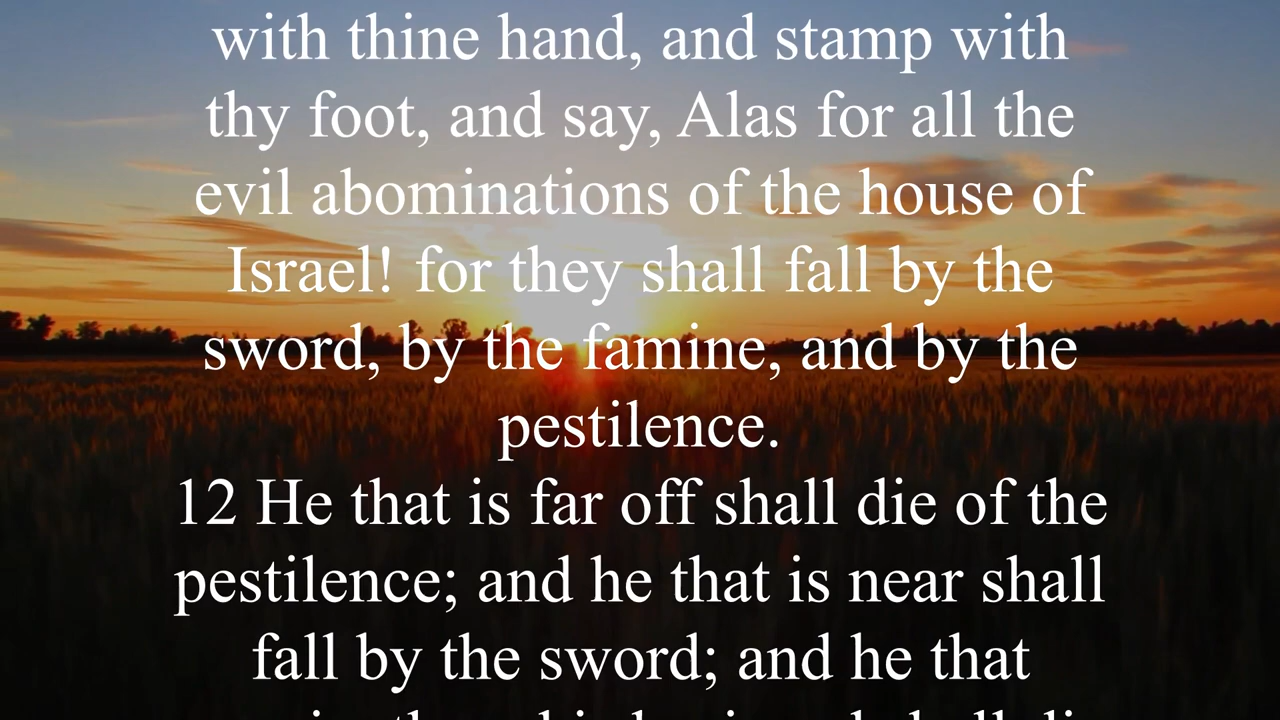 with thine hand, and stamp with
thy foot, and say, Alas for all the
evil abominations of the house of
Israel! for they shall fall by the
sword, by the famine, and by the
pestilence.
12 He that is far off shall die of the
pestilence; and he that is near shall
fall by the sword; and he that